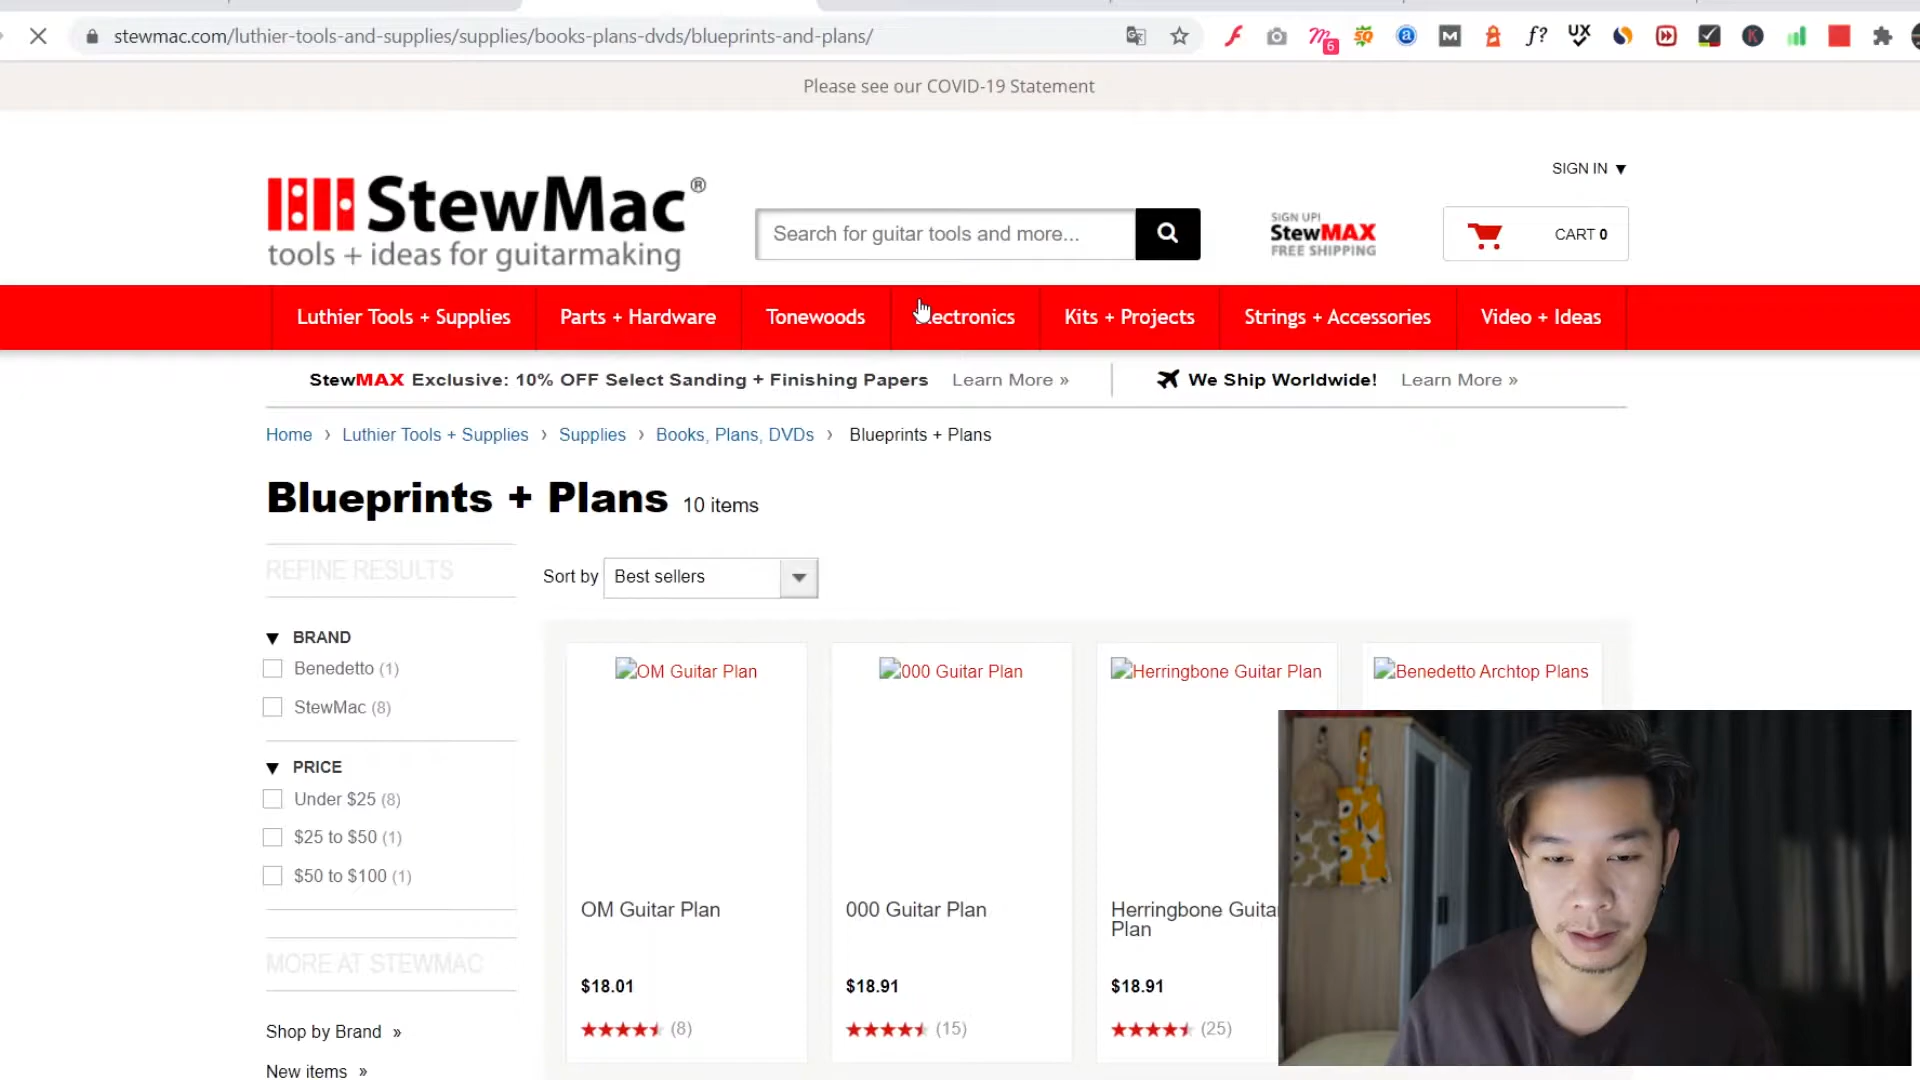 stewmac.com/luthier-tools-and-supplies/supplies/books-plans-dvds/blueprints-and-plans/
Please see our COVID-19 Statement
SIGN IN ▼
StewMac®
tools + ideas for guitarmaking
Search for guitar tools and more...
SIGN UP!
StewMAX
FREE SHIPPING
CART 0
Luthier Tools + Supplies
Parts + Hardware
Tonewoods
ectronics
Kits + Projects
Strings + Accessories
Video + Ideas
StewMAX Exclusive: 10% OFF Select Sanding + Finishing Papers Learn More »
We Ship Worldwide! Learn More »
Home › Luthier Tools + Supplies › Supplies › Books, Plans, DVDs › Blueprints + Plans
Blueprints + Plans 10 items
REFINE RESULTS
Sort by Best sellers
▼ BRAND
Benedetto (1)
StewMac (8)
▼ PRICE
Under $25 (8)
$25 to $50 (1)
$50 to $100 (1)
MORE AT STEWMAC
Shop by Brand »
New items »
OM Guitar Plan
OM Guitar Plan
$18.01
(8)
000 Guitar Plan
000 Guitar Plan
$18.91
(15)
Herringbone Guitar Plan
Herringbone Guita
Plan
$18.91
(25)
Benedetto Archtop Plans